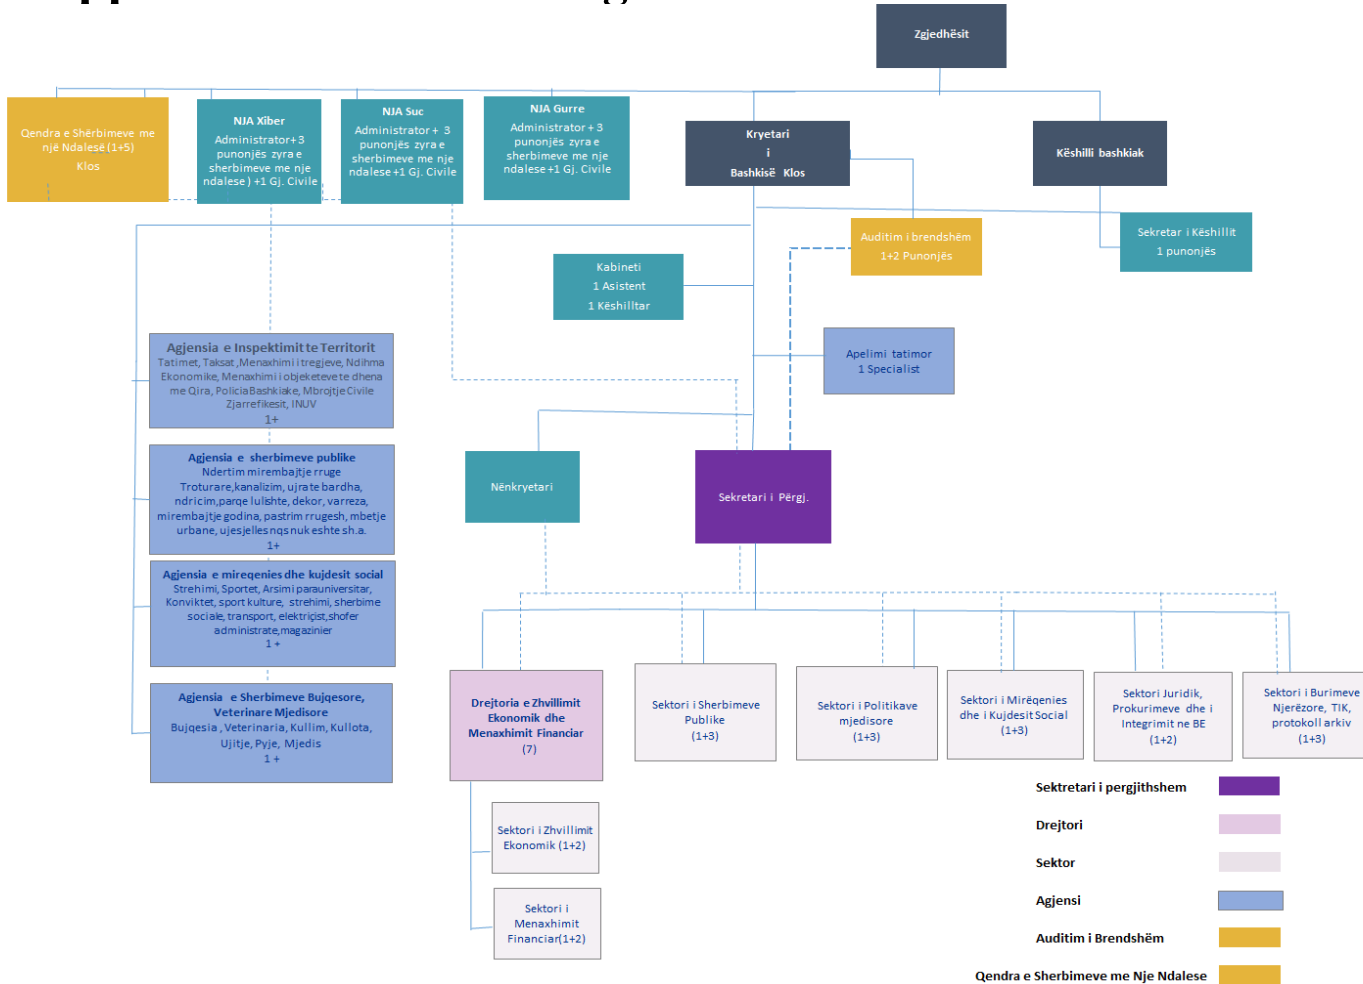 Zgjedhësit
Qendra e Shërbimeve me
një Ndalesë (1+5)
Klos
NJA Xiber
Administrator+3
punonjës zyra e
sherbimeve me nje
ndalese ) +1 Gj. Civile
NJA Suc
Administrator + 3
punonjës zyra e
sherbimeve me nje
ndalese +1 Gj. Civile
NJA Gurre
Administrator + 3
punonjës zyra e
sherbimeve me nje
ndalese +1 Gj. Civile
Kryetari
i
Bashkisë Klos
Këshilli bashkiak
Auditim i brendshëm
1+2 Punonjës
Sekretar i Këshillit
1 punonjës
Kabineti
1 Asistent
1 Këshilltar
Apelimi tatimor
1 Specialist
Agjensia e Inspektimit te Territorit
Tatimet, Taksat ,Menaxhimi i tregjeve, Ndihma
Ekonomike, Menaxhimi i objeketeve te dhena
me Qira, Policia Bashkiake, Mbrojtje Civile
Zjarrefikesit, INUV
1+
Agjensia e sherbimeve publike
Ndertim mirembajtje rruge
Troturare,kanalizim, ujrate bardha,
ndricim,parqe lulishte, dekor, varreza,
mirembajtje godina, pastrim rrugesh, mbetje
urbane, ujesjelles nqs nuk eshte sh.a.
1+
Agjensia e mireqenies dhe kujdesit social
Strehimi, Sportet, Arsimi parauniversitar,
Konviktet, sport kulture, strehimi, sherbime
sociale, transport, elektriçist,shofer
administrate,magazinier
1 +
Agjensia e Sherbimeve Bujqesore,
Veterinare Mjedisore
Bujqesia , Veterinaria, Kullim, Kullota,
Ujitje, Pyje, Mjedis
1 +
Nënkryetari
Sekretari i Përgj.
Drejtoria e Zhvillimit
Ekonomik dhe
Menaxhimit Financiar
(7)
Sektori i Sherbimeve
Publike
(1+3)
Sektori i Politikave
mjedisore
(1+3)
Sektori i Mirëqenies
dhe i Kujdesit Social
(1+3)
Sektori Juridik,
Prokurimeve dhe i
Integrimit ne BE
(1+2)
Sektori i Burimeve
Njerëzore, TIK,
protokoll arkiv
(1+3)
Sektori i Zhvillimit
Ekonomik (1+2)
Sektori i
Menaxhimit
Financiar(1+2)
Sektretari i pergjithshem
Drejtori
Sektor
Agjensi
Auditim i Brendshëm
Qendra e Sherbimeve me Nje Ndalese